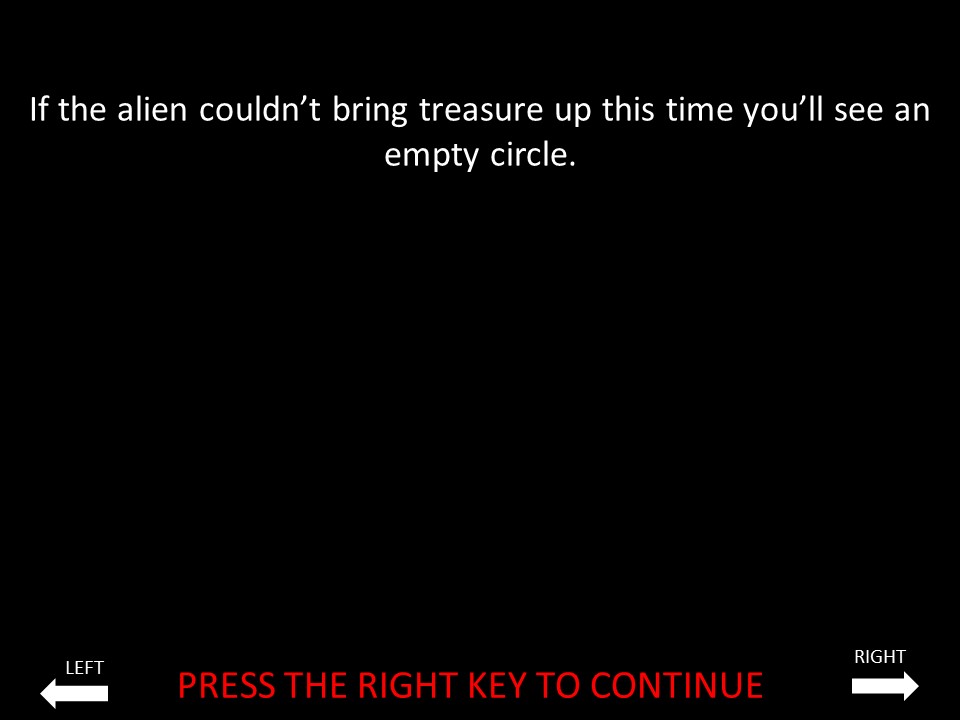 If the alien couldn’t bring treasure up this time you’ll see an
empty circle.
RIGHT
LEFT
PRESS THE RIGHT KEY TO CONTINUE